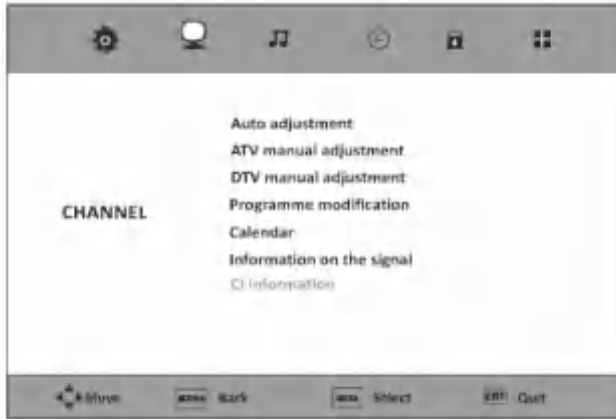 Auto adjustment
ATV manual adjustment
DTV manual adjustment
CHANNEL
Programme modification
Calendar
Information on the signal
CI information
Move Back Select Quit